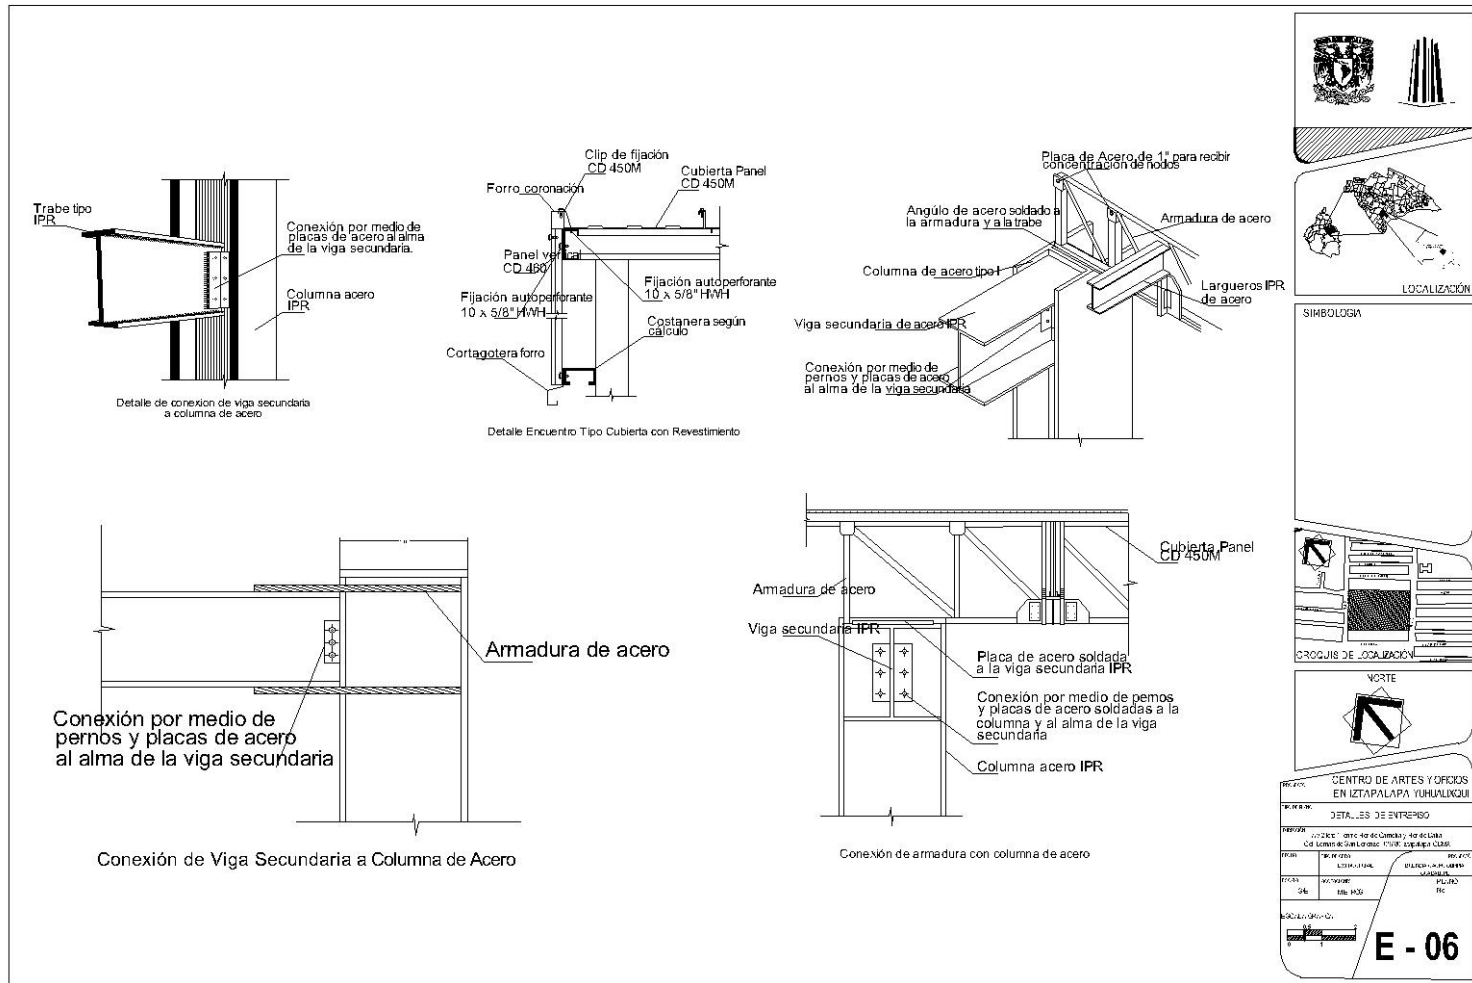 Trabe tipo
IPR
Conexión por medio de
placas de acero al alma
de la viga secundaria.
Columna acero
IPR
Detalle de conexion de viga secundaria
a columna de acero
Clip de fijación
CD 450M
Forro coronación
Cubierta Panel
CD 450M
Panel vertical
CD 460
Fijación autoperforante
10 x 5/8" HWH
Fijación autoperforante
10 x 5/8" HWH
Costanera según
cálculo
Cortagotera forro
Detalle Encuentro Tipo Cubierta con Revestimiento
Placa de Acero de 1" para recibir
concentración de nodos
Angúlo de acero soldado a
la armadura y a la trabe
Armadura de acero
Columna de acero tipo I
Largueros IPR
de acero
Viga secundaria de acero IPR
Conexión por medio de
pernos y placas de acero
al alma de la viga secundaria
Armadura de acero
Conexión por medio de
pernos y placas de acero
al alma de la viga secundaria
Conexión de Viga Secundaria a Columna de Acero
Cubierta Panel
CD 450M
Armadura de acero
Viga secundaria IPR
Placa de acero soldada
a la viga secundaria IPR
Conexión por medio de pernos
y placas de acero soldadas a la
columna y al alma de la viga
secundaria
Columna acero IPR
Conexión de armadura con columna de acero
LOCALIZACIÓN
SIMBOLOGIA
CROQUIS DE LOCALIZACIÓN
NORTE
CENTRO DE ARTES Y OFICIOS
EN IZTAPALAPA YUHUALIXQUI
DETALLES DE ENTREPISO
PLANO
E - 06